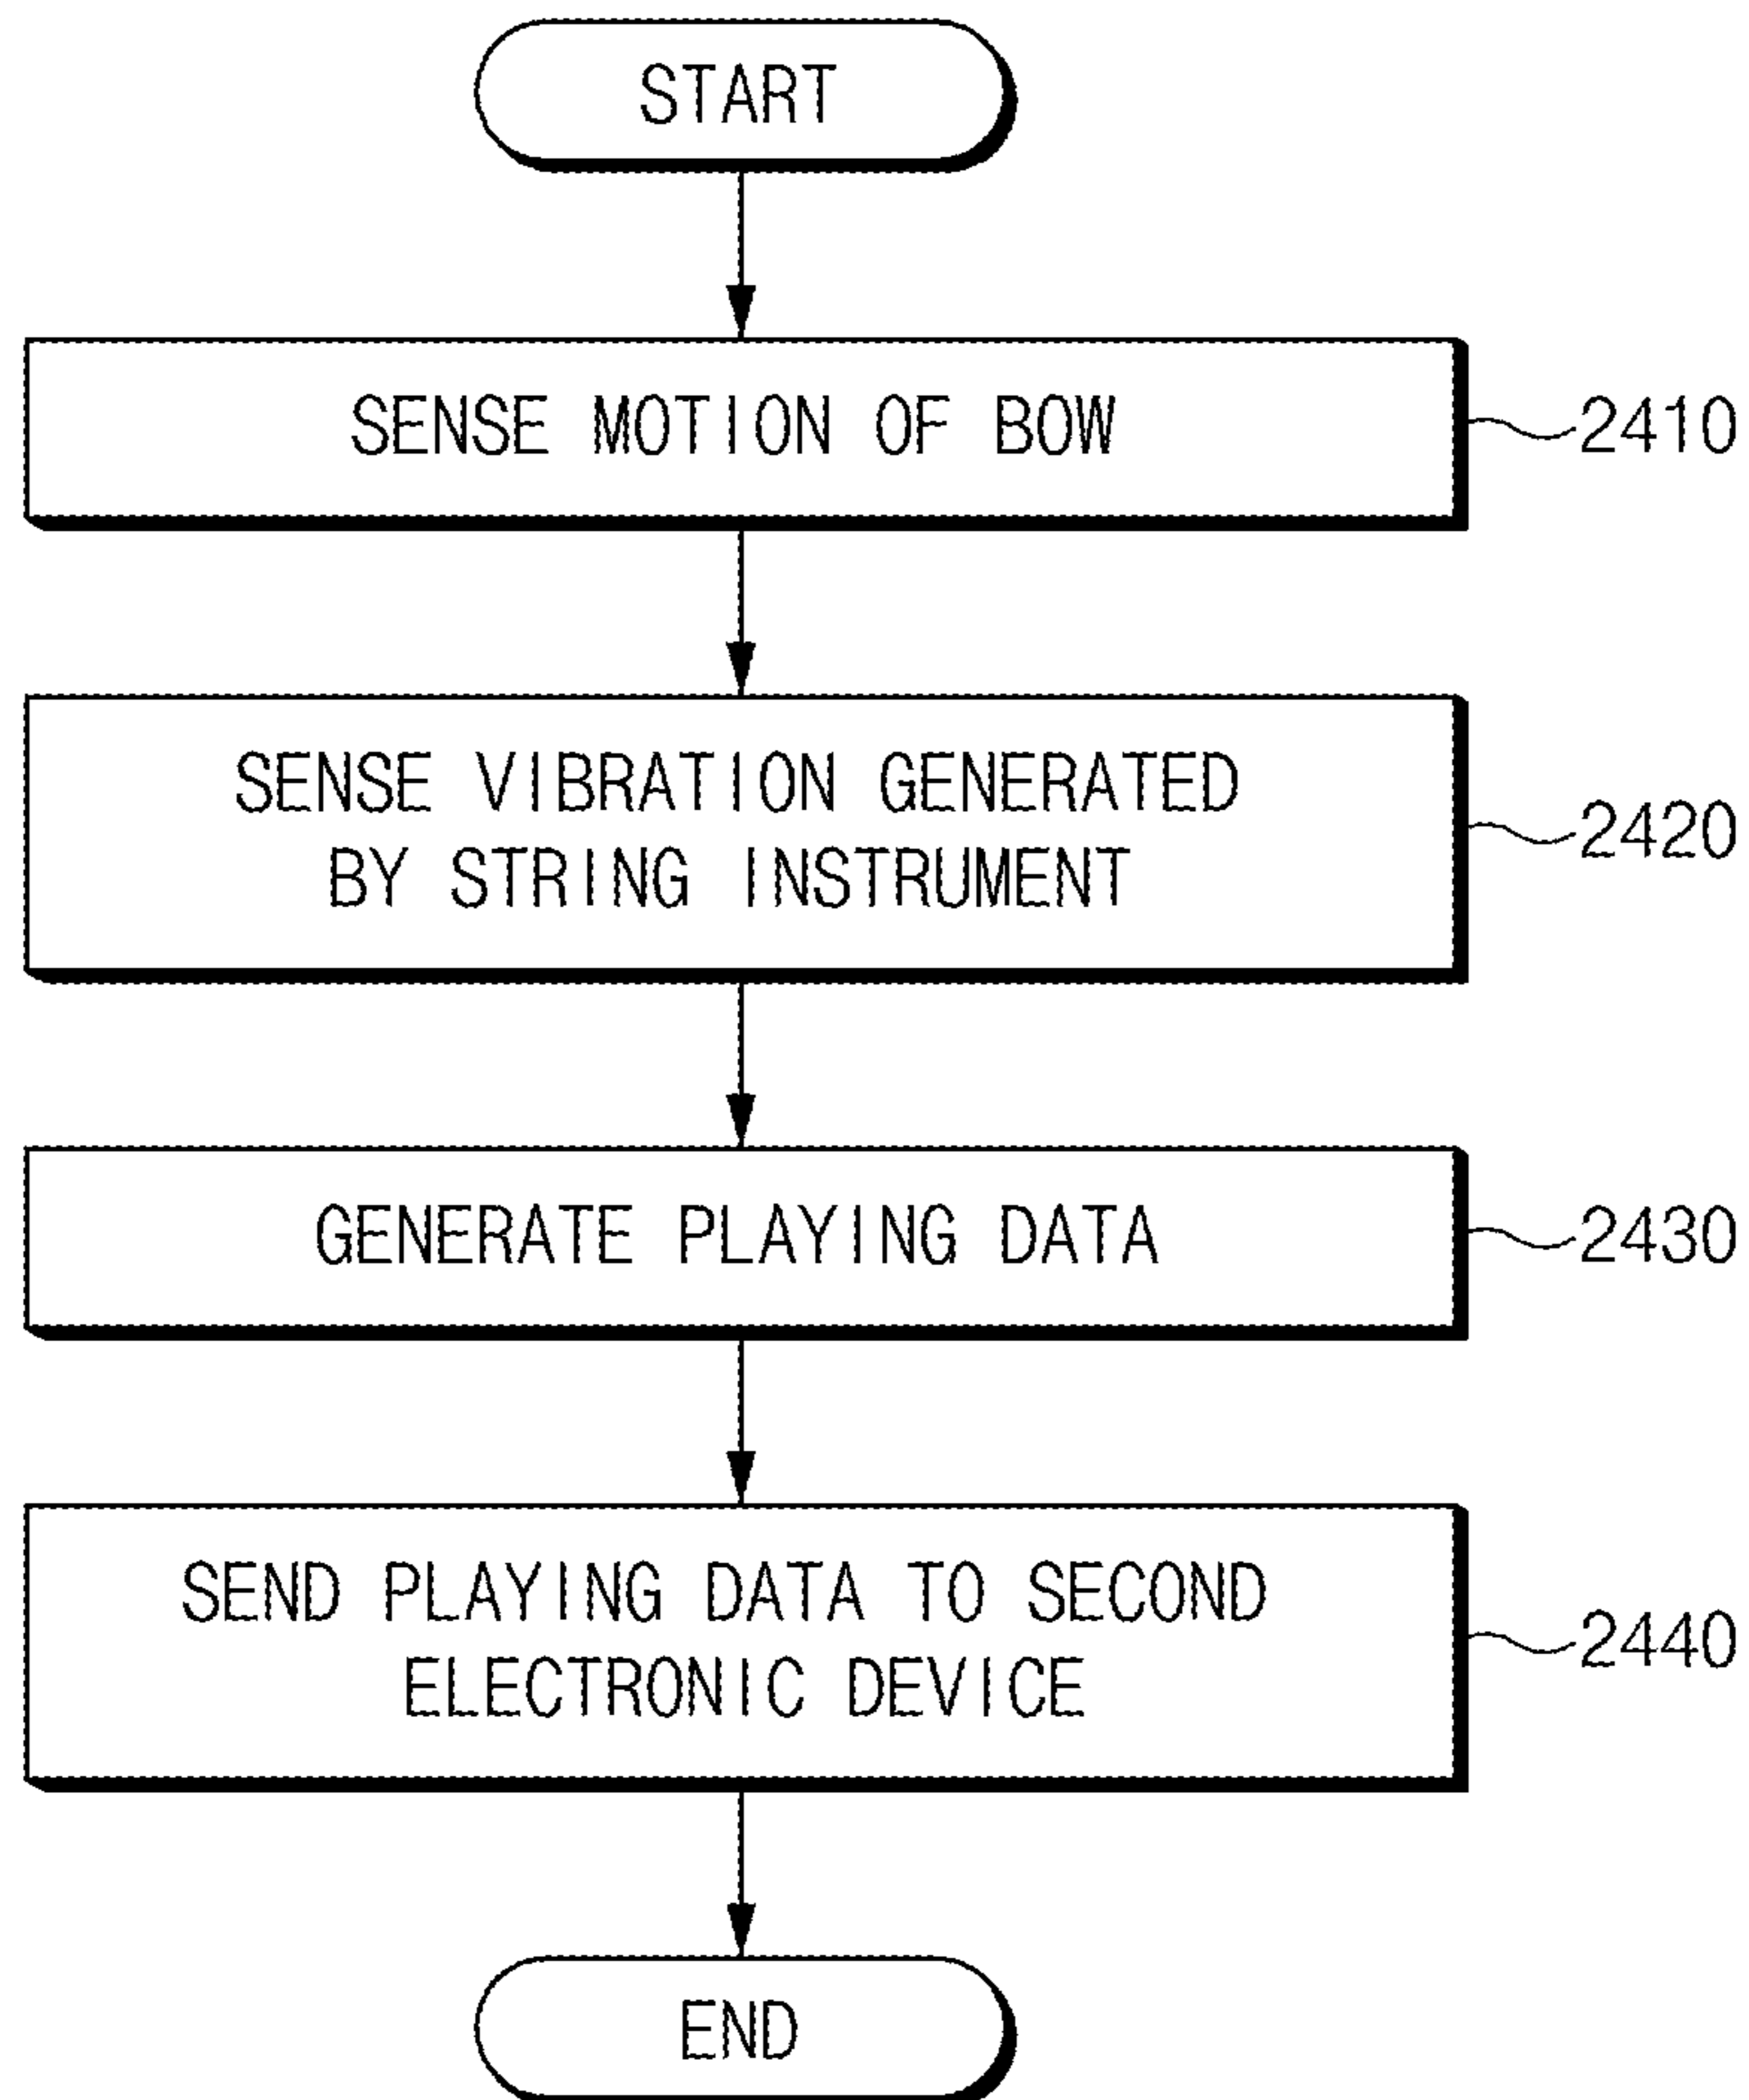 START
SENSE MOTION OF BOW
2410
SENSE VIBRATION GENERATED
BY STRING INSTRUMENT
2420
GENERATE PLAYING DATA
2430
SEND PLAYING DATA TO SECOND
ELECTRONIC DEVICE
2440
END